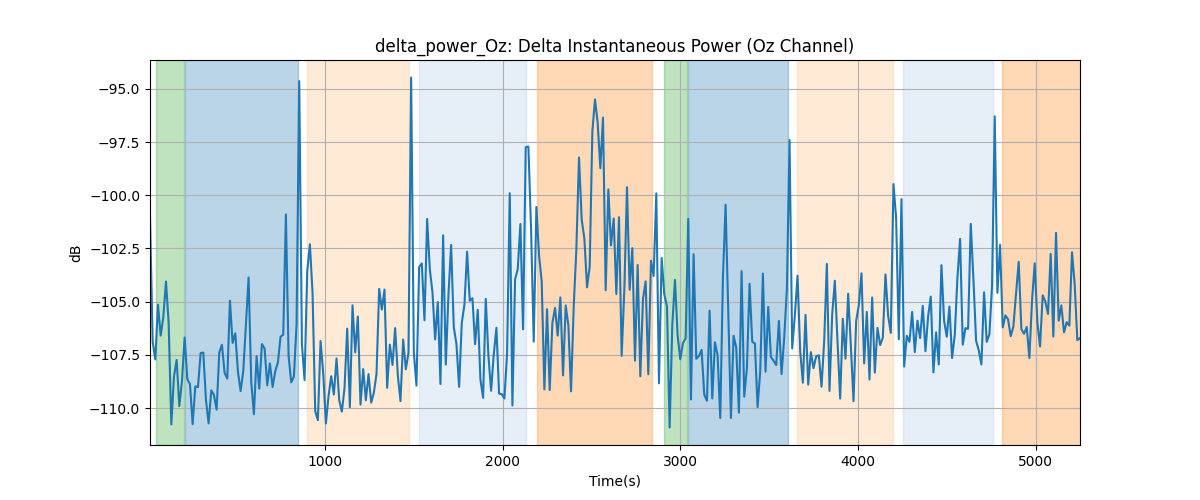 delta_power_Oz: Delta Instantaneous Power (Oz Channel)
dB
−95.0
−97.5
−100.0
−102.5
−105.0
−107.5
−110.0
1000 2000 3000 4000 5000
Time(s)